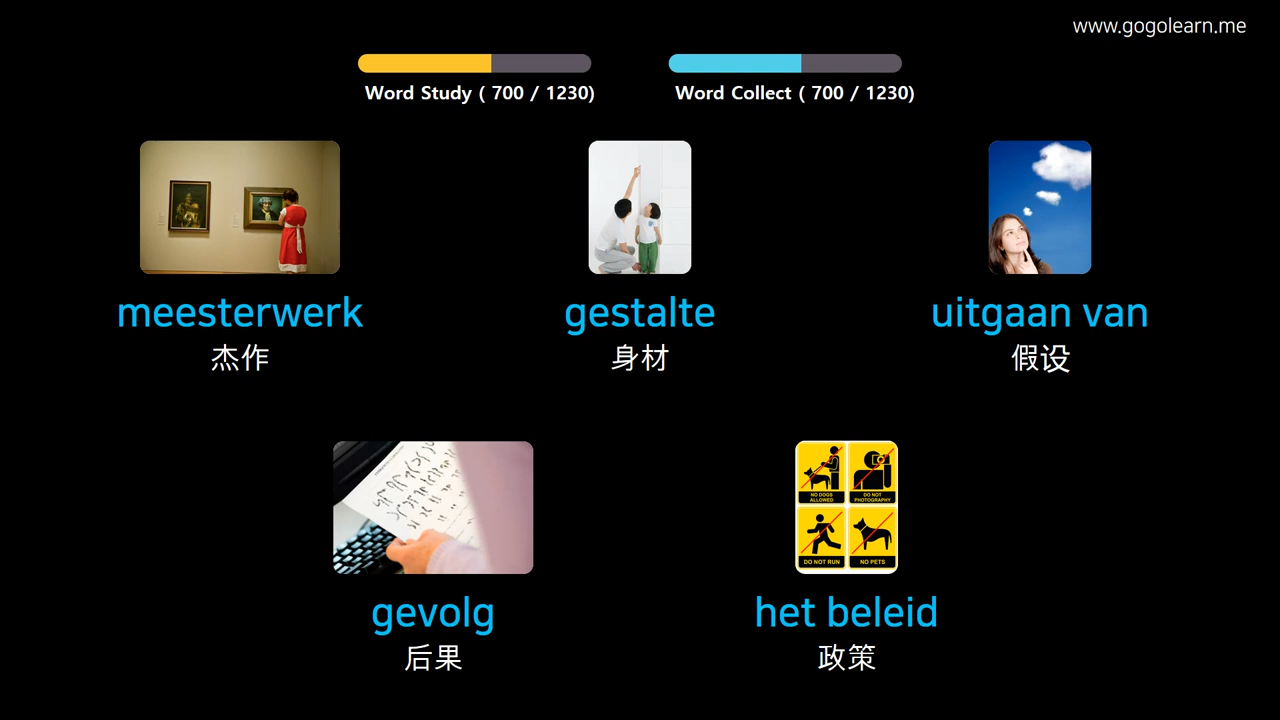 www.gogolearn.me
Word Study ( 700 / 1230)
Word Collect ( 700 / 1230)
meesterwerk
杰作
gestalte
身材
uitgaan van
假设
gevolg
后果
NO DOGS
ALLOWED
DO NOT
PHOTOGRAPHY
DO NOT RUN
NO PETS
het beleid
政策